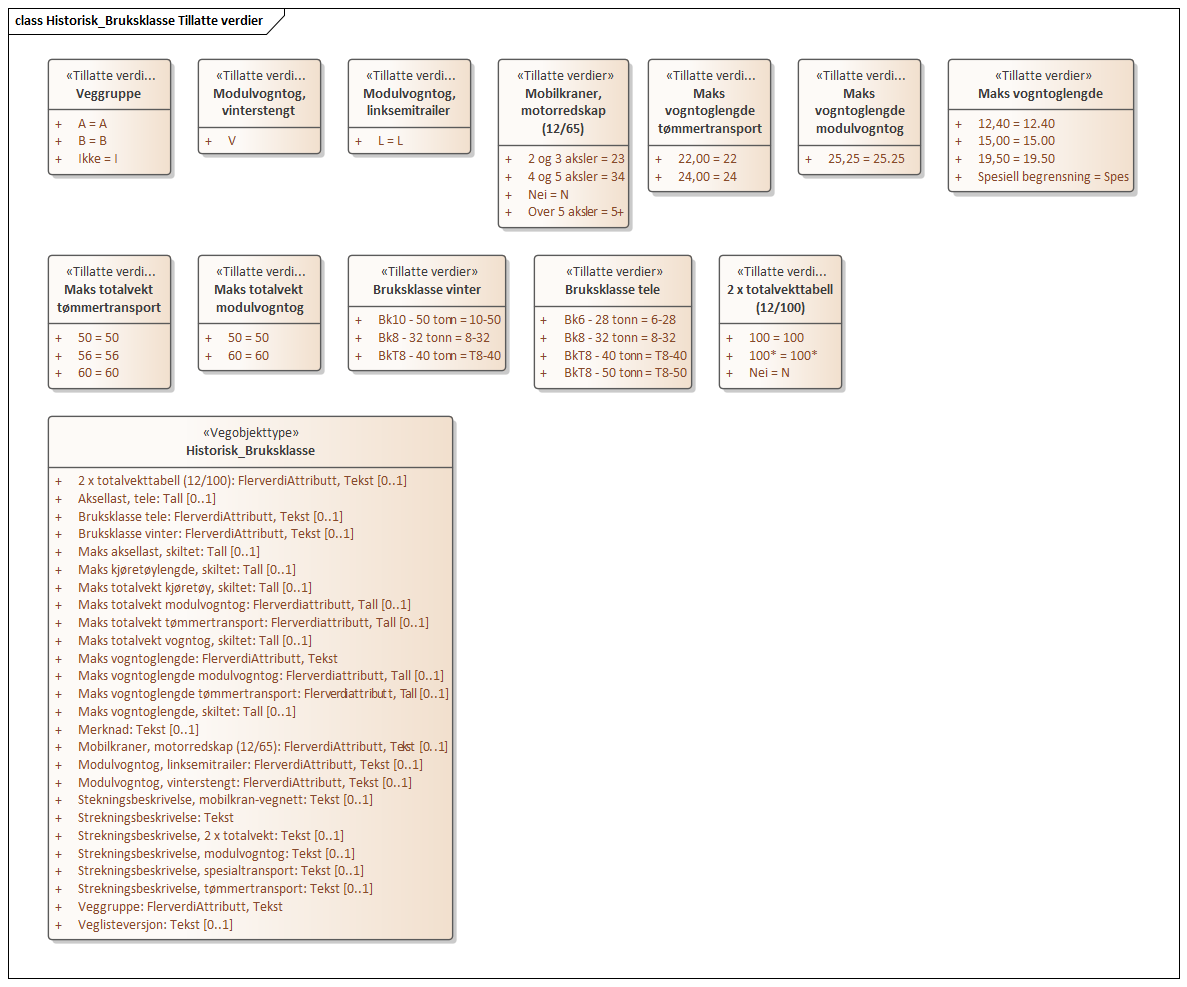 class Historisk_Bruksklasse Tillatte verdier
«Tillatte verdi...
Veggruppe
+ A = A
+ B = B
+ Ikke = I
«Tillatte verdi...
Modulvogntog,
vinterstengt
+ V
«Tillatte verdi...
Modulvogntog,
linksemitrailer
+ L = L
«Tillatte verdier»
Mobilkraner,
motorredskap
(12/65)
+ 2 og 3 aksler = 23
+ 4 og 5 aksler = 34
+ Nei = N
+ Over 5 aksler = 5+
«Tillatte verdi...
Maks
vogntoglengde
tømmertransport
+ 22,00 = 22
+ 24,00 = 24
«Tillatte verdi...
Maks
vogntoglengde
modulvogntog
+ 25,25 = 25.25
«Tillatte verdier»
Maks vogntoglengde
+ 12,40 = 12.40
+ 15,00 = 15.00
+ 19,50 = 19.50
+ Spesiell begrensning = Spes
«Tillatte verdi...
Maks totalvekt
tømmertransport
+ 50 = 50
+ 56 = 56
+ 60 = 60
«Tillatte verdi...
Maks totalvekt
modulvogntog
+ 50 = 50
+ 60 = 60
«Tillatte verdier»
Bruksklasse vinter
+ Bk10 - 50 tonn = 10-50
+ Bk8 - 32 tonn = 8-32
+ BkT8 - 40 tonn = T8-40
«Tillatte verdier»
Bruksklasse tele
+ Bk6 - 28 tonn = 6-28
+ Bk8 - 32 tonn = 8-32
+ BkT8 - 40 tonn = T8-40
+ BkT8 - 50 tonn = T8-50
«Tillatte verdi...
2 x totalvekttabell
(12/100)
+ 100 = 100
+ 100* = 100*
+ Nei = N
«Vegobjekttype»
Historisk_Bruksklasse
+ 2 x totalvekttabell (12/100): FlerverdiAttributt, Tekst [0..1]
+ Aksellast, tele: Tall [0..1]
+ Bruksklasse tele: FlerverdiAttributt, Tekst [0..1]
+ Bruksklasse vinter: FlerverdiAttributt, Tekst [0..1]
+ Maks aksellast, skiltet: Tall [0..1]
+ Maks kjøretøylengde, skiltet: Tall [0..1]
+ Maks totalvekt kjøretøy, skiltet: Tall [0..1]
+ Maks totalvekt modulvogntog: Flerverdiattributt, Tall [0..1]
+ Maks totalvekt tømmertransport: Flerverdiattributt, Tall [0..1]
+ Maks totalvekt vogntog, skiltet: Tall [0..1]
+ Maks vogntoglengde: FlerverdiAttributt, Tekst
+ Maks vogntoglengde modulvogntog: Flerverdiattributt, Tall [0..1]
+ Maks vogntoglengde tømmertransport: Flerverdiattributt, Tall [0..1]
+ Maks vogntoglengde, skiltet: Tall [0..1]
+ Merknad: Tekst [0..1]
+ Mobilkraner, motorredskap (12/65): FlerverdiAttributt, Tekst [0..1]
+ Modulvogntog, linksemitrailer: FlerverdiAttributt, Tekst [0..1]
+ Modulvogntog, vinterstengt: FlerverdiAttributt, Tekst [0..1]
+ Stekningsbeskrivelse, mobilkran-vegnett: Tekst [0..1]
+ Strekningsbeskrivelse: Tekst
+ Strekningsbeskrivelse, 2 x totalvekt: Tekst [0..1]
+ Strekningsbeskrivelse, modulvogntog: Tekst [0..1]
+ Strekningsbeskrivelse, spesialtransport: Tekst [0..1]
+ Strekningsbeskrivelse, tømmertransport: Tekst [0..1]
+ Veggruppe: FlerverdiAttributt, Tekst
+ Veglisteversjon: Tekst [0..1]